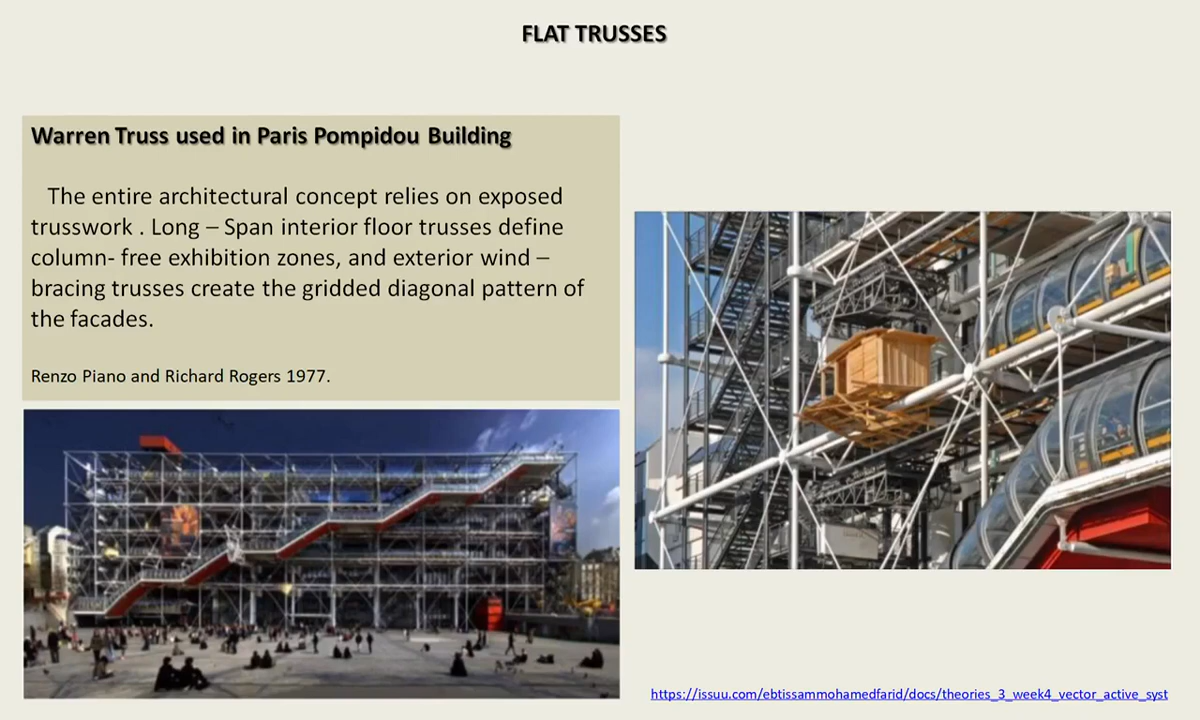 FLAT TRUSSES
Warren Truss used in Paris Pompidou Building
The entire architectural concept relies on exposed
trusswork . Long – Span interior floor trusses define
column- free exhibition zones, and exterior wind –
bracing trusses create the gridded diagonal pattern of
the facades.
Renzo Piano and Richard Rogers 1977.
https://issuu.com/ebtissammohamedfarid/docs/theories_3_week4_vector_active_syst